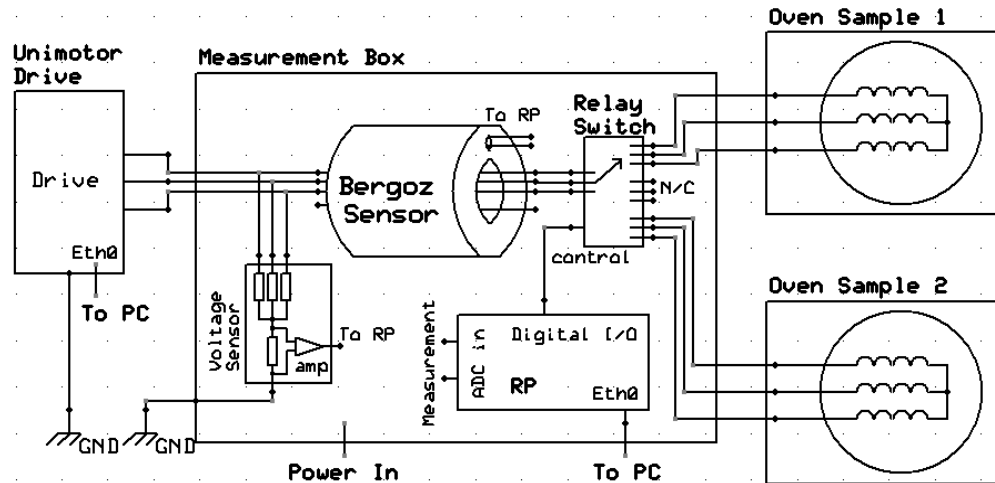 Oven Sample 1
Unimotor
Drive
Measurement Box
Relay
Switch
To RP
Drive
Bergoz
Sensor
N/C
Eth0
control
To PC
Voltage
Sensor
To RP
amp
Measurement
ADC in
Digital I/O
RP
Eth0
Oven Sample 2
GND
GND
Power In
To PC